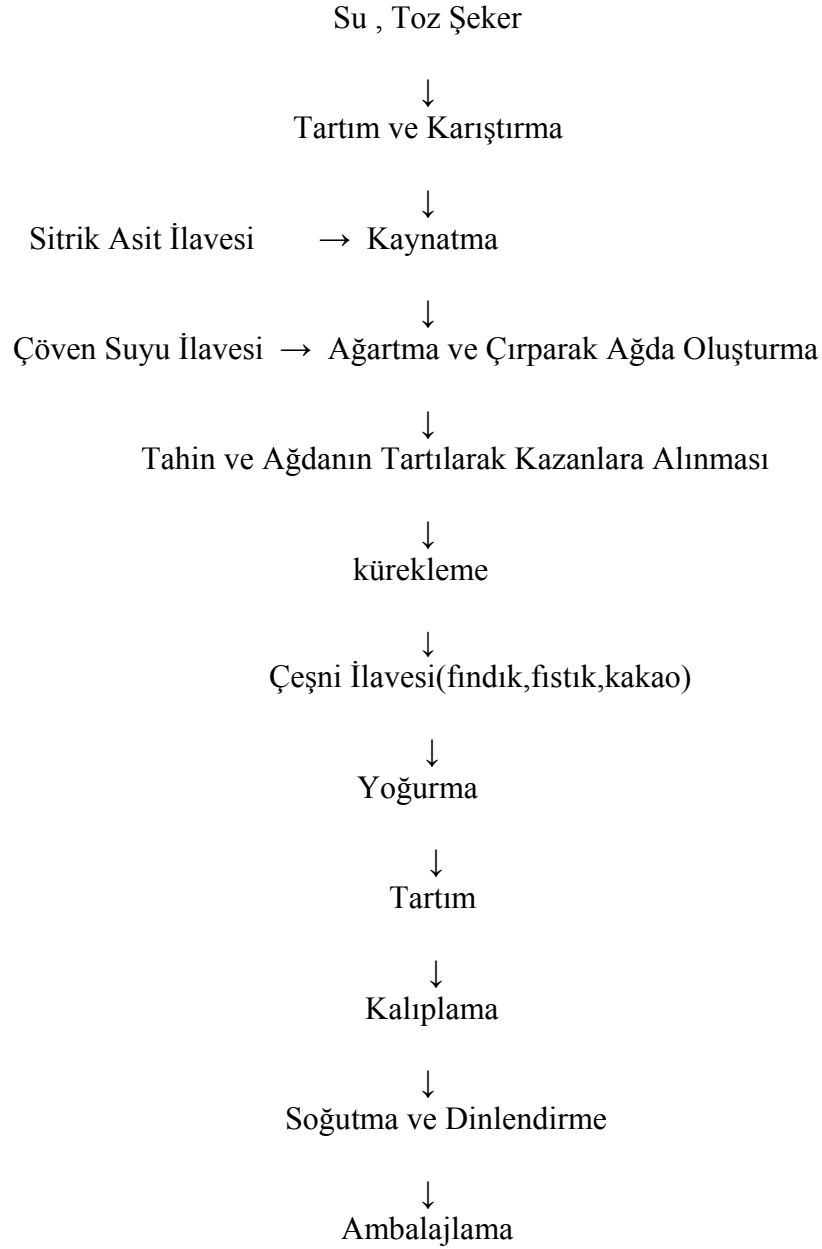 Su , Toz Şeker
↓
Tartım ve Karıştırma
↓
Sitrik Asit İlavesi → Kaynatma
↓
Çöven Suyu İlavesi → Ağartma ve Çırparak Ağda Oluşturma
↓
Tahin ve Ağdanın Tartılarak Kazanlara Alınması
↓
kürekleme
↓
Çeşni İlavesi(fındık,fıstık,kakao)
↓
Yoğurma
↓
Tartım
↓
Kalıplama
↓
Soğutma ve Dinlendirme
↓
Ambalajlama